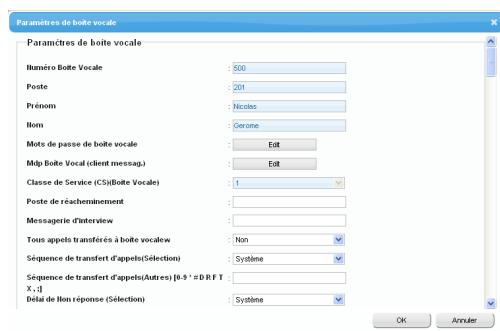 Paramètres de boite vocale
Paramètres de boîte vocale
Numéro Boite Vocale : 500
Poste : 201
Prénom : Nicolas
Nom : Gerome
Mots de passe de boite vocale : Edit
Mdp Boite Vocal (client messag.) : Edit
Classe de Service (CS)(Boite Vocale) : 1
Poste de réacheminement :
Messagerie d'interview :
Tous appels transférés à boite vocalew : Non
Séquence de transfert d'appels(Sélection) : Système
Séquence de transfert d'appels(Autres) [0-9 * # D R F T :
X , ;]
Délai de Non réponse (Sélection) : Système
OK Annuler